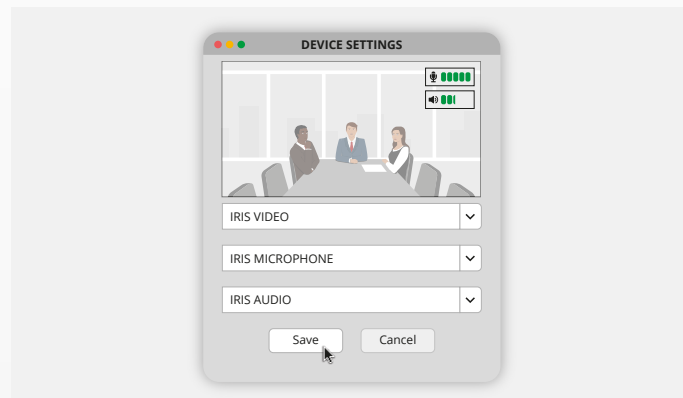 DEVICE SETTINGS
IRIS VIDEO
IRIS MICROPHONE
IRIS AUDIO
Save
Cancel